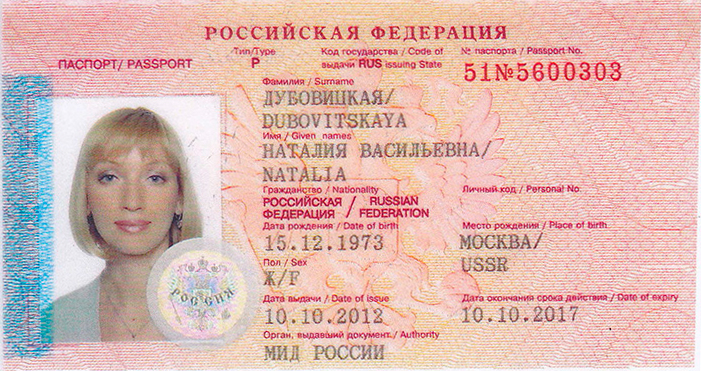 РОССИЙСКАЯ ФЕДЕРАЦИЯ
ПАСПОРТ/ PASSPORT
Тип/Type
P
Код государства / Code of
выдачи RUS issuing State
№ паспорта / Passport No.
51№5600303
Фамилия / Surname
ДУБОВИЦКАЯ/
DUBOVITSKAYA
Имя / Given names
НАТАЛИЯ ВАСИЛЬЕВНА/
NATALIA
Гражданство / Nationality
Личный код / Personal No.
РОССИЙСКАЯ / RUSSIAN
ФЕДЕРАЦИЯ / FEDERATION
Дата рождения / Date of birth
Место рождения / Place of birth
15.12.1973
МОСКВА/
USSR
Пол / Sex
Ж/F
Дата выдачи / Date of issue
Дата окончания срока действия / Date of expiry
10.10.2012
10.10.2017
Орган, выдавший документ / Authority
МИД РОССИИ
РОССИЯ